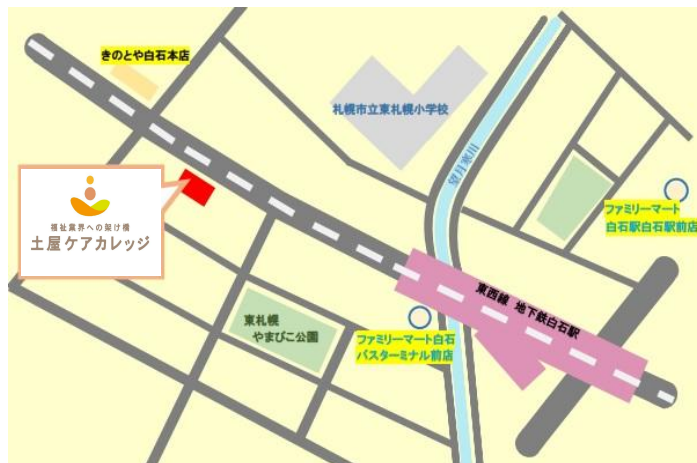 きのとや白石本店
札幌市立東札幌小学校
月寒川
福祉業界への架け橋
土屋ケアカレッジ
ファミリーマート
白石駅白石駅前店
東西線 地下鉄白石駅
東札幌
やまびこ公園
ファミリーマート白石
バスターミナル前店